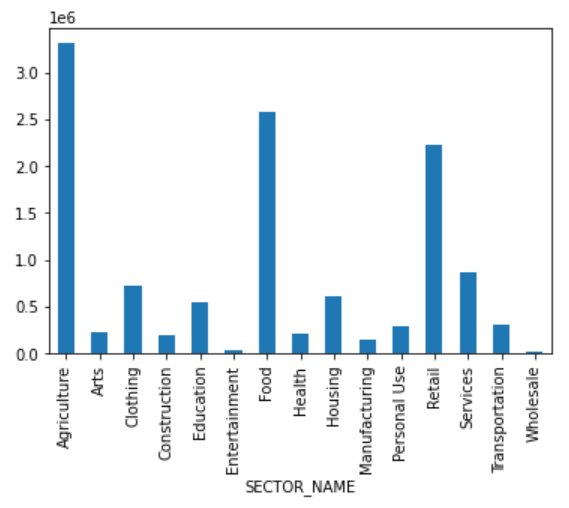 1e6
3.0
2.5
2.0
1.5
1.0
0.5
0.0
Agriculture
Arts
Clothing
Construction
Education
Entertainment
Food
Health
Housing
Manufacturing
Personal Use
Retail
Services
Transportation
Wholesale
SECTOR_NAME